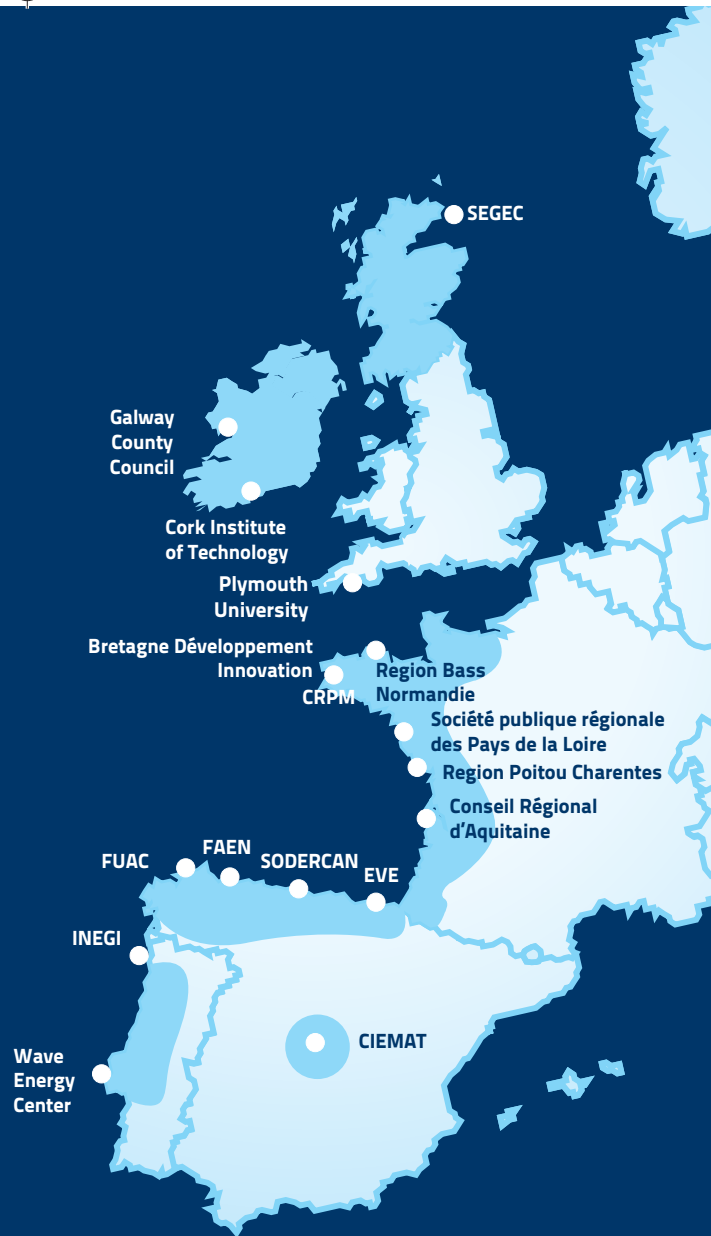 SEGEC
Galway
County
Council
Cork Institute
of Technology
Plymouth
University
Bretagne Développement
Innovation
CRPM
Region Bass
Normandie
Société publique régionale
des Pays de la Loire
Region Poitou Charentes
Conseil Régional
d'Aquitaine
FUAC
FAEN
SODERCAN
EVE
INEGI
CIEMAT
Wave
Energy
Center